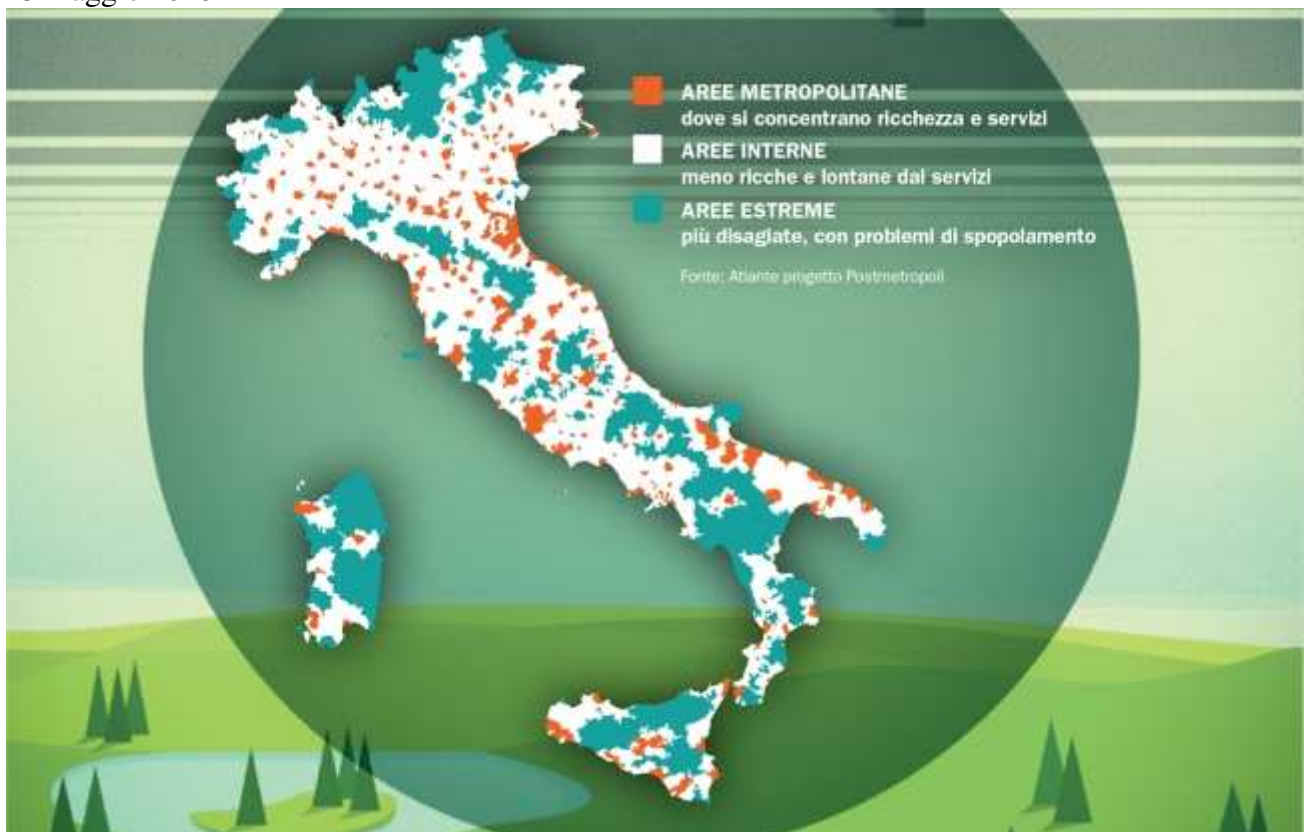 AREE METROPOLITANE
dove si concentrano ricchezza e servizi
AREE INTERNE
meno ricche e lontane dai servizi
AREE ESTREME
più disagiate, con problemi di spopolamento
Fonte: Atlante progetto Postmetropoli